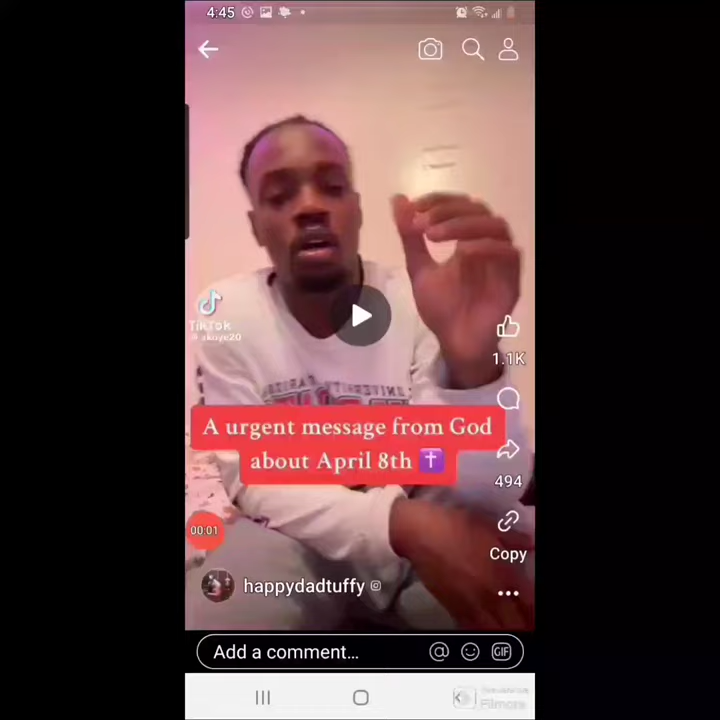 4:45
TikTok
1.1K
A urgent message from God
about April 8th
494
00:01
Copy
happydadtuffy
Add a comment...
GIF
Filmora